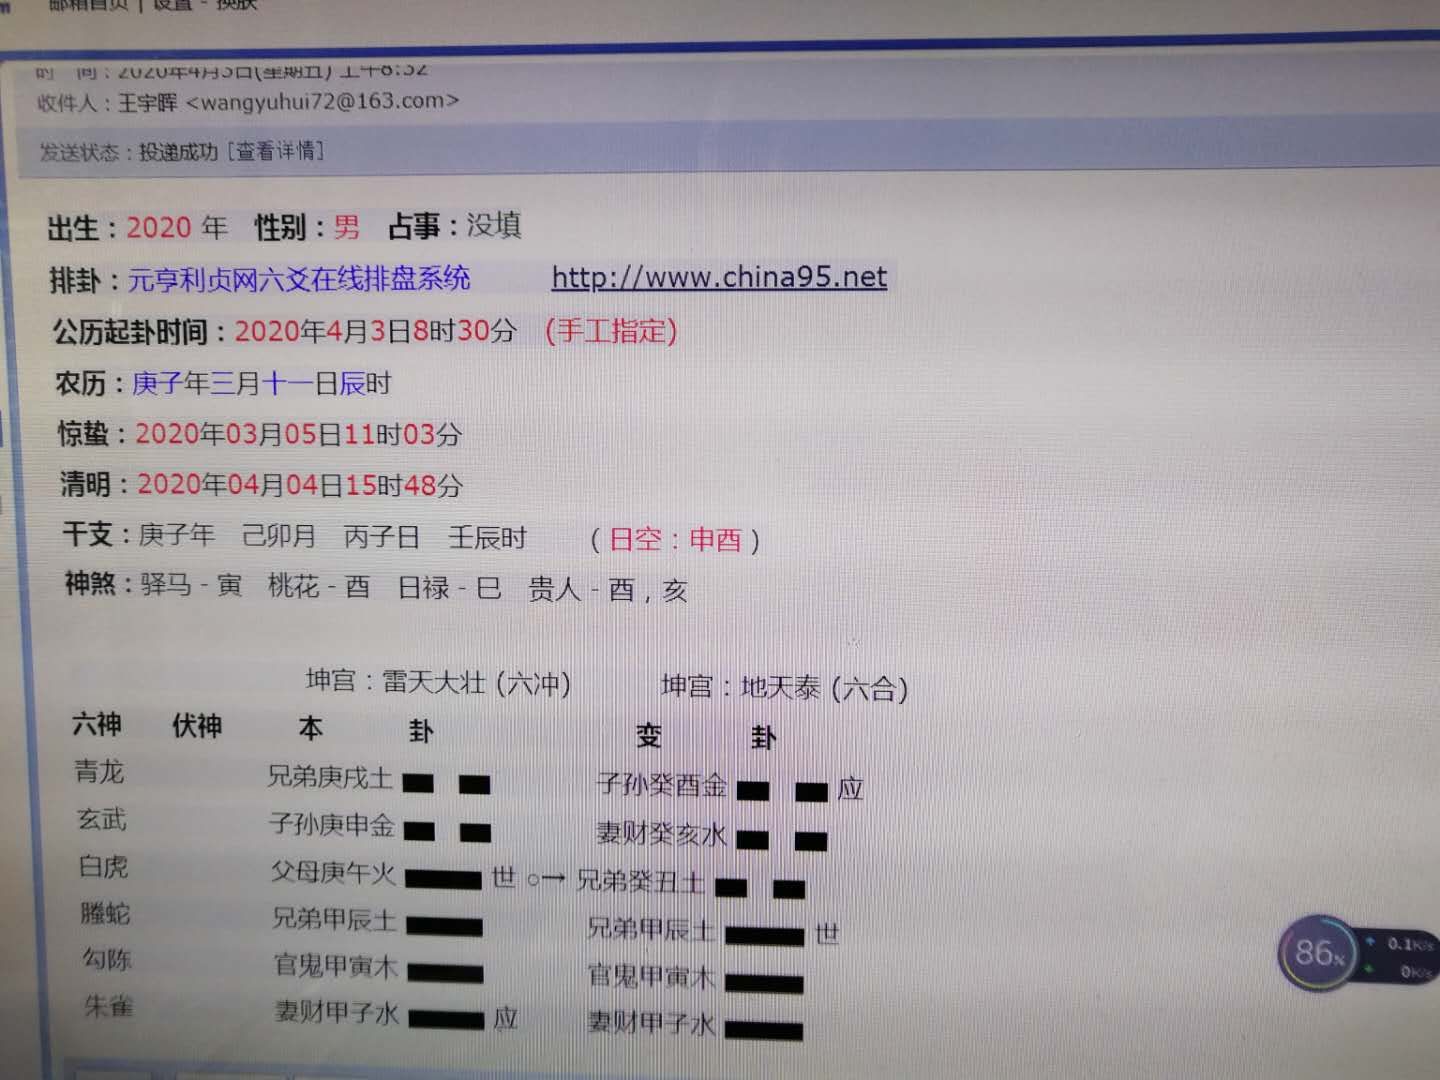 邮箱首页 | 设置 - 换肤
时 间：2020年4月3日(星期五) 上午8:32
收件人：王宇晖 <wangyuhui72@163.com>
发送状态：投递成功 [查看详情]
出生：2020 年 性别：男 占事：没填
排卦：元亨利贞网六爻在线排盘系统 http://www.china95.net
公历起卦时间：2020年4月3日8时30分 (手工指定)
农历：庚子年三月十一日辰时
惊蛰：2020年03月05日11时03分
清明：2020年04月04日15时48分
干支：庚子年 己卯月 丙子日 壬辰时 （日空：申酉）
神煞：驿马－寅 桃花－酉 日禄－巳 贵人－酉，亥
坤宫：雷天大壮 (六冲) 坤宫：地天泰 (六合)
六神 伏神 本 卦 变 卦
青龙 兄弟庚戌土 子孙癸酉金 应
玄武 子孙庚申金 妻财癸亥水
白虎 父母庚午火 世 ○→ 兄弟癸丑土
螣蛇 兄弟甲辰土 兄弟甲辰土 世
勾陈 官鬼甲寅木 官鬼甲寅木
朱雀 妻财甲子水 应 妻财甲子水
86%
0.1K/s
0K/s